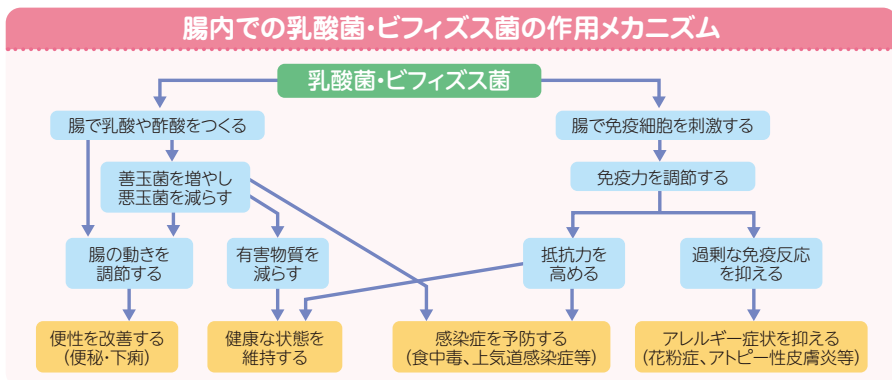 腸内での乳酸菌・ビフィズス菌の作用メカニズム
乳酸菌・ビフィズス菌
腸で乳酸や酢酸をつくる
腸で免疫細胞を刺激する
善玉菌を増やし
悪玉菌を減らす
免疫力を調節する
腸の動きを
調節する
有害物質を
減らす
抵抗力を
高める
過剰な免疫反応
を抑える
便性を改善する
(便秘・下痢)
健康な状態を
維持する
感染症を予防する
(食中毒、上気道感染症等)
アレルギー症状を抑える
(花粉症、アトピー性皮膚炎等)